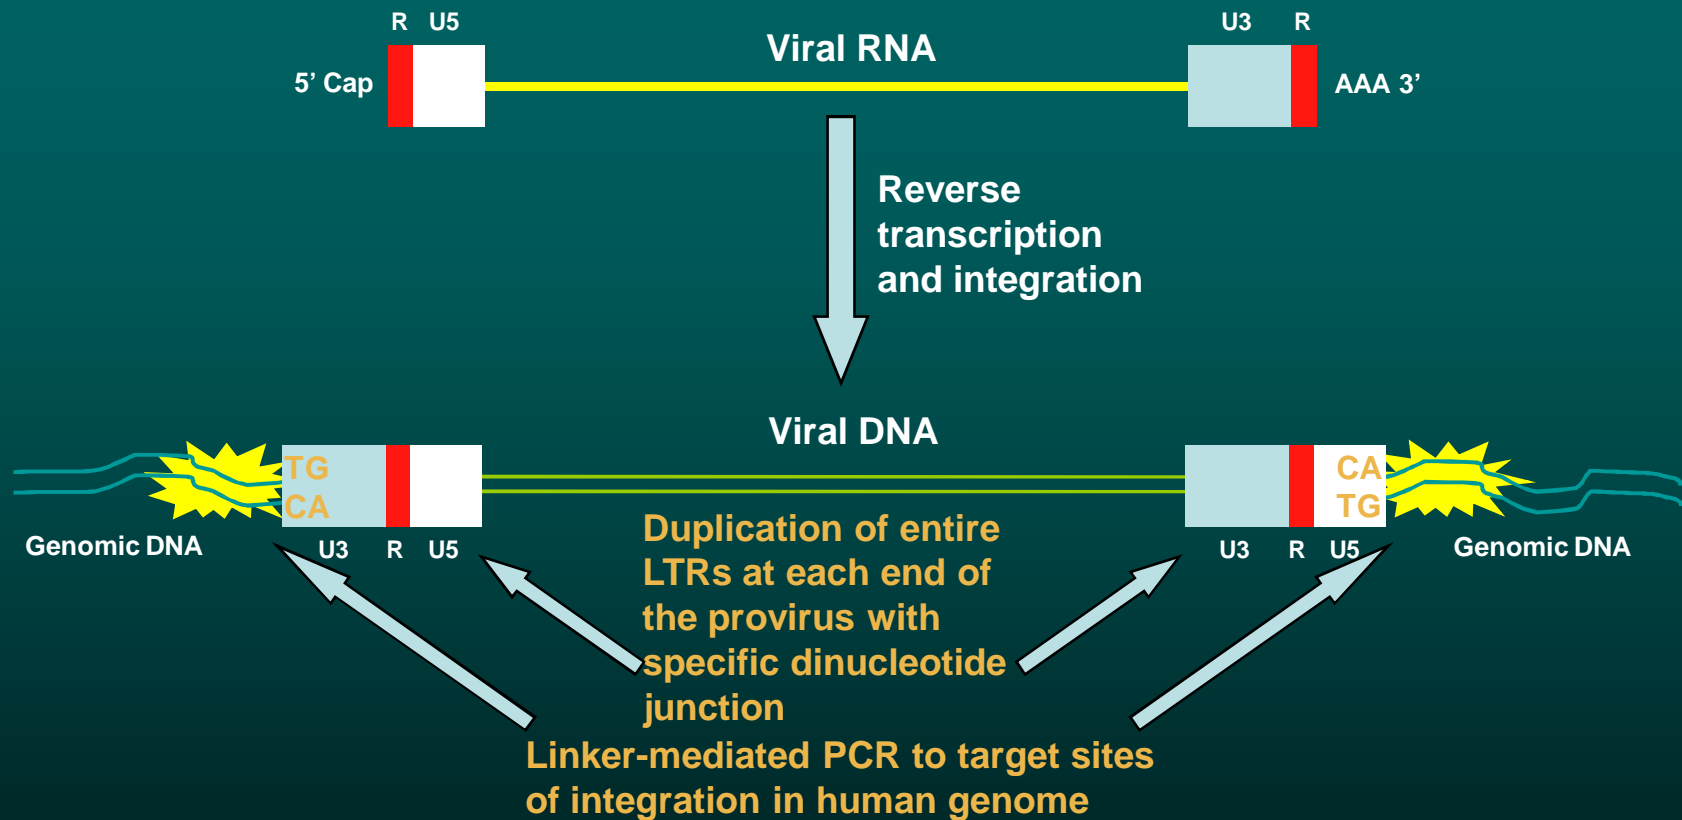 R U5
U3 R
Viral RNA
5’ Cap
AAA 3’
Reverse
transcription
and integration
Viral DNA
TG
CA
CA
TG
Genomic DNA
U3 R U5
U3 R U5
Genomic DNA
Duplication of entire
LTRs at each end of
the provirus with
specific dinucleotide
junction
Linker-mediated PCR to target sites
of integration in human genome